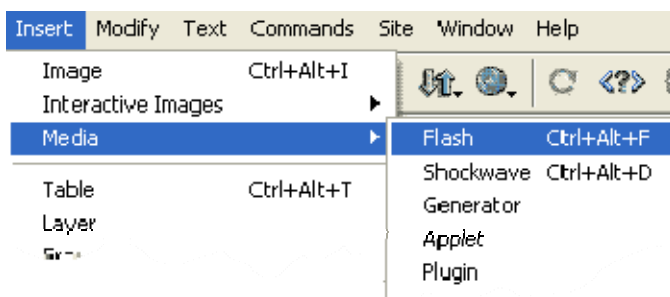 Insert Modify Text Commands Site Window Help
Image Ctrl+Alt+I
Interactive Images
Media
Table Ctrl+Alt+T
Layer
Flash Ctrl+Alt+F
Shockwave Ctrl+Alt+D
Generator
Applet
Plugin